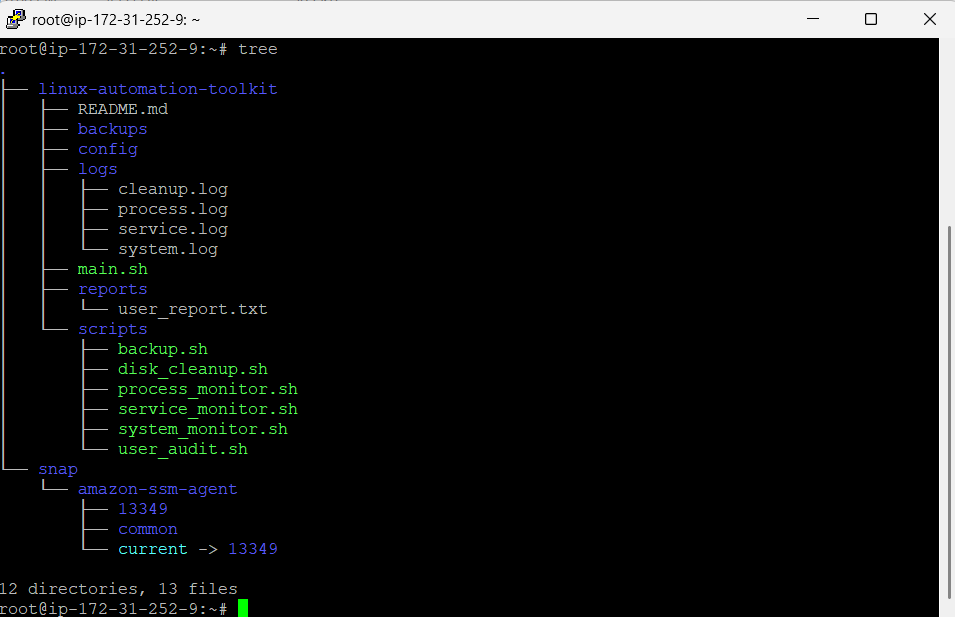 root@ip-172-31-252-9: ~
root@ip-172-31-252-9:~# tree
.
├── linux-automation-toolkit
│   ├── README.md
│   ├── backups
│   ├── config
│   ├── logs
│   │   ├── cleanup.log
│   │   ├── process.log
│   │   ├── service.log
│   │   └── system.log
│   ├── main.sh
│   ├── reports
│   │   └── user_report.txt
│   └── scripts
│       ├── backup.sh
│       ├── disk_cleanup.sh
│       ├── process_monitor.sh
│       ├── service_monitor.sh
│       ├── system_monitor.sh
│       └── user_audit.sh
└── snap
    └── amazon-ssm-agent
        ├── 13349
        ├── common
        └── current -> 13349

12 directories, 13 files
root@ip-172-31-252-9:~#